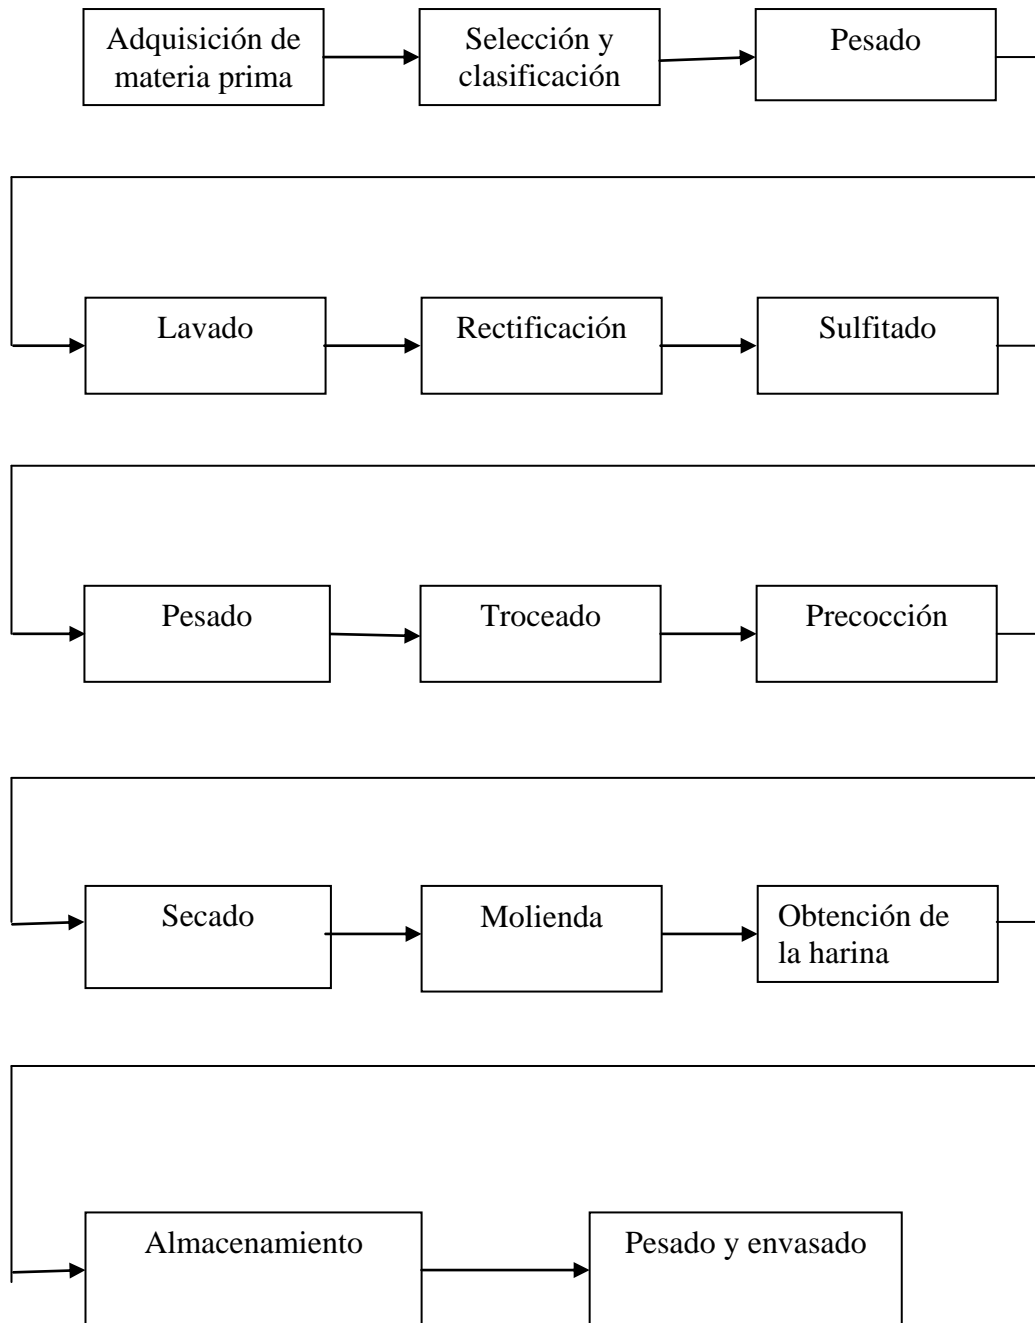 Adquisición de
materia prima
Selección y
clasificación
Pesado
Lavado
Rectificación
Sulfitado
Pesado
Troceado
Precocción
Secado
Molienda
Obtención de
la harina
Almacenamiento
Pesado y envasado